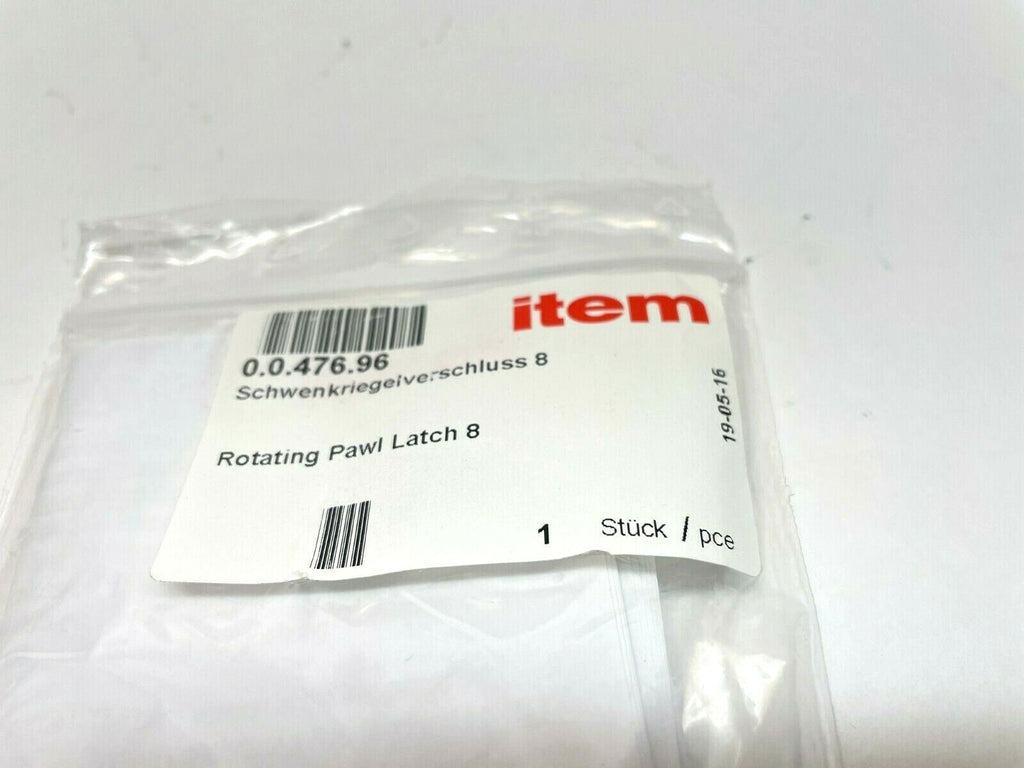 item
0.0.476.96
Schwenkriegelverschluss 8
Rotating Pawl Latch 8
19-05-16
1 Stück / pce